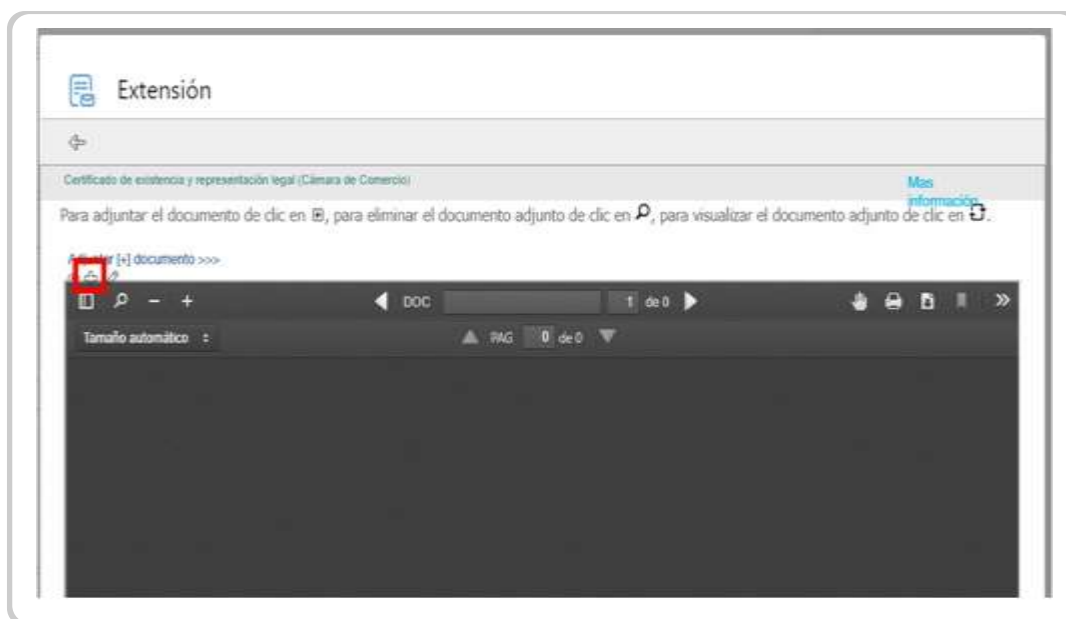 Extensión
Certificado de existencia y representación legal (Cámara de Comercio)
Mas información
Para adjuntar el documento de clic en , para eliminar el documento adjunto de clic en , para visualizar el documento adjunto de clic en .
Adjuntar [+] documento >>>
DOC 1 de 0
Tamaño automático PAG 0 de 0